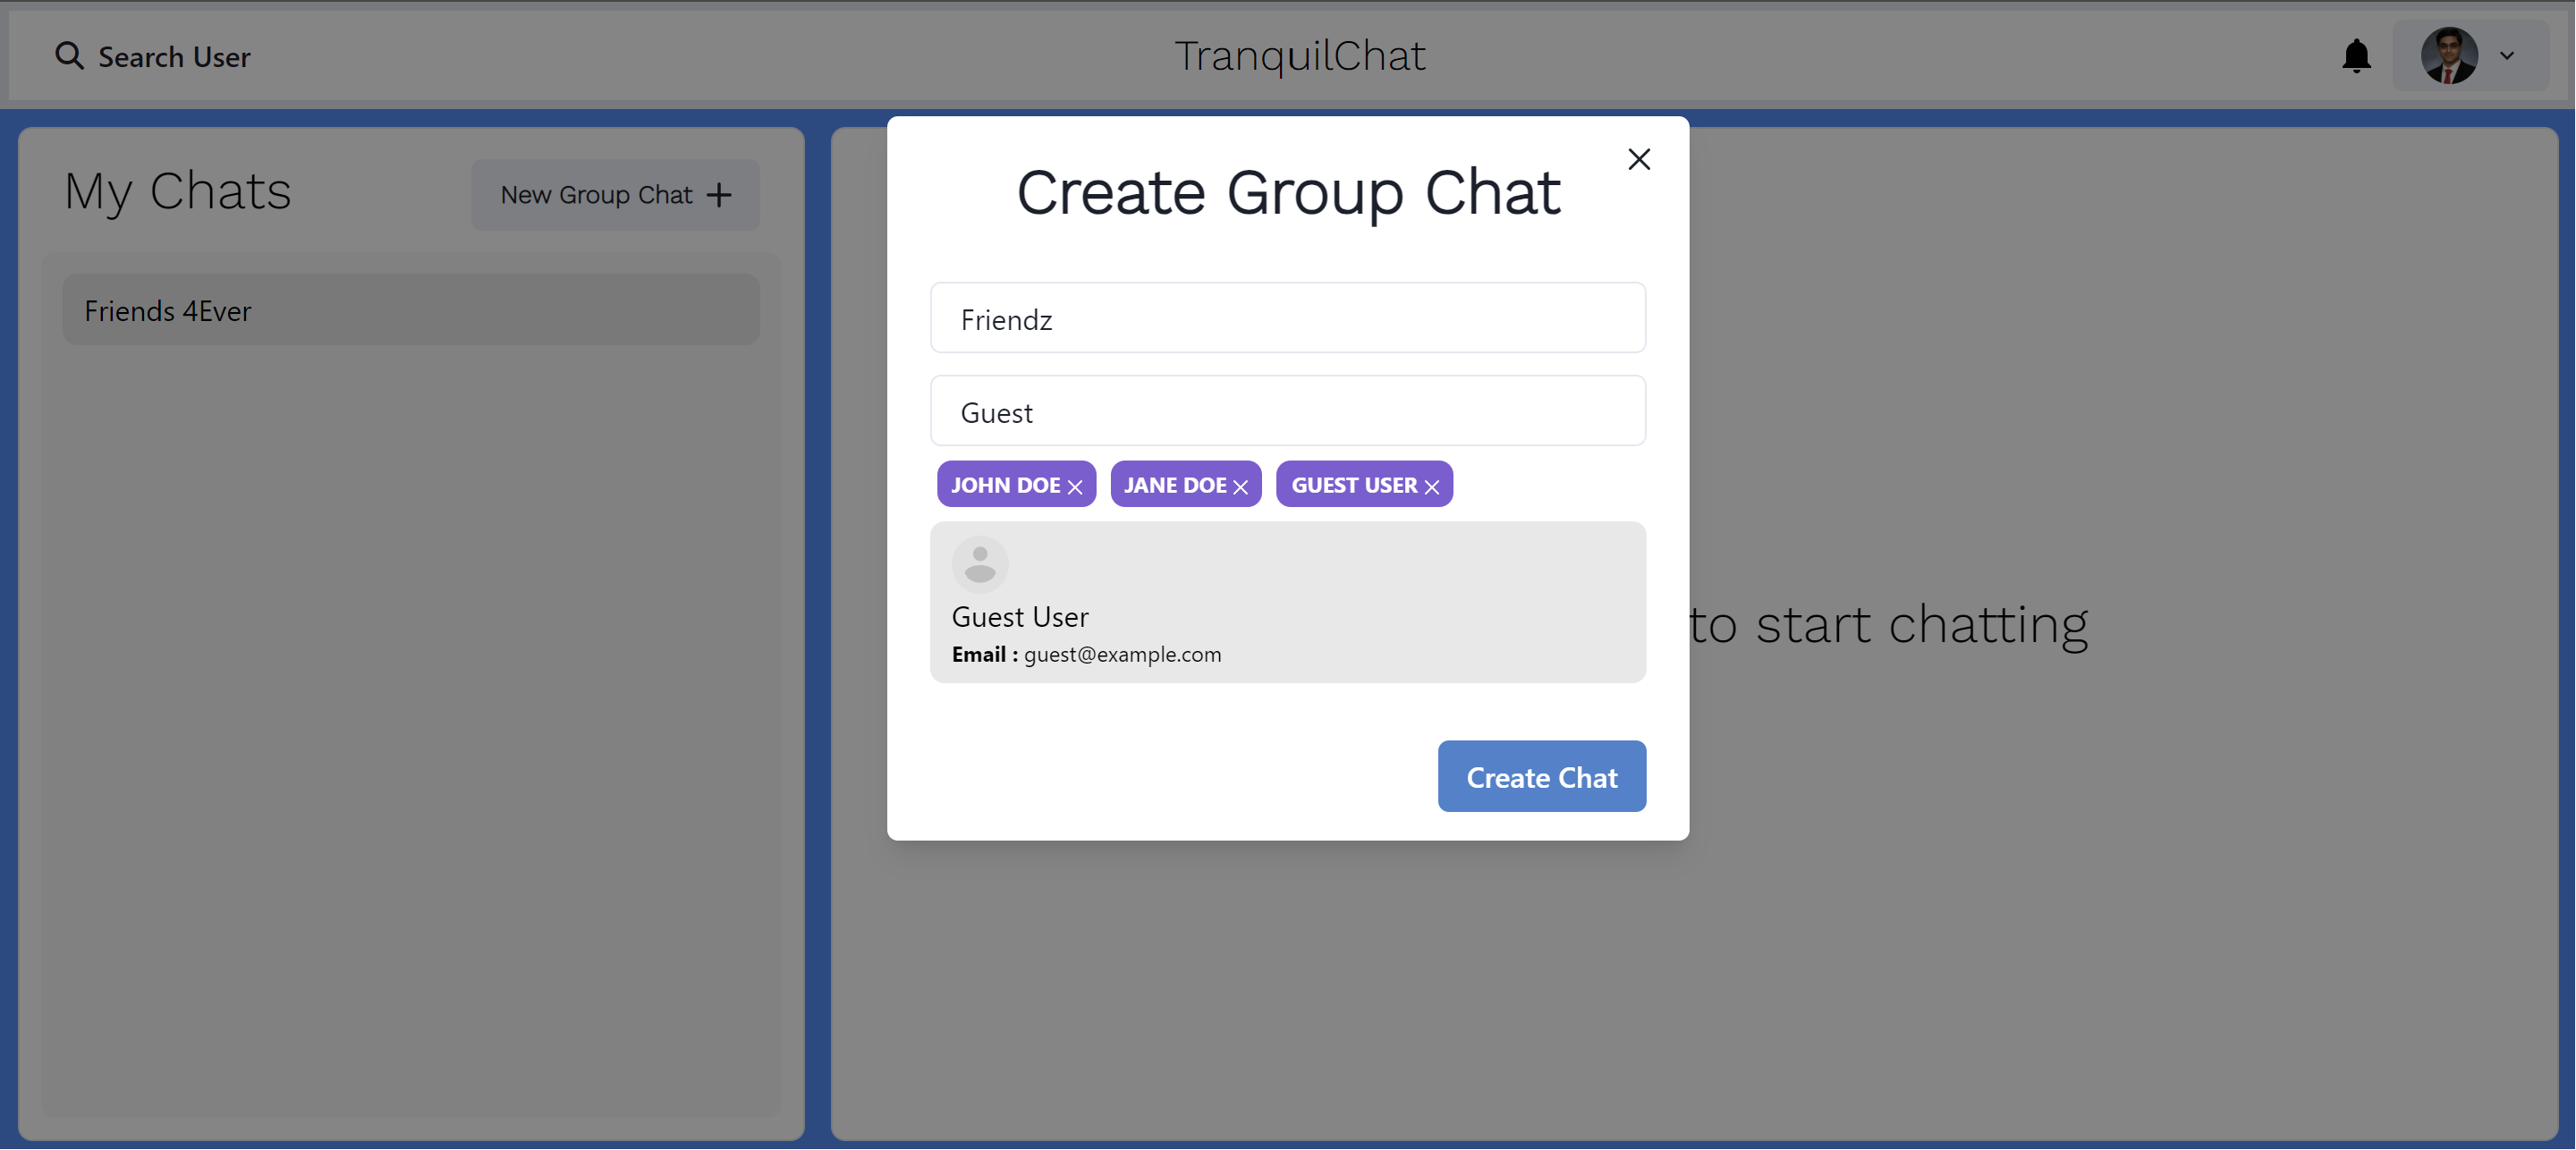 Search User
TranquilChat
My Chats
New Group Chat
Friends 4Ever
Create Group Chat
Friendz
Guest
JOHN DOE
JANE DOE
GUEST USER
Guest User
Email : guest@example.com
Create Chat
to start chatting